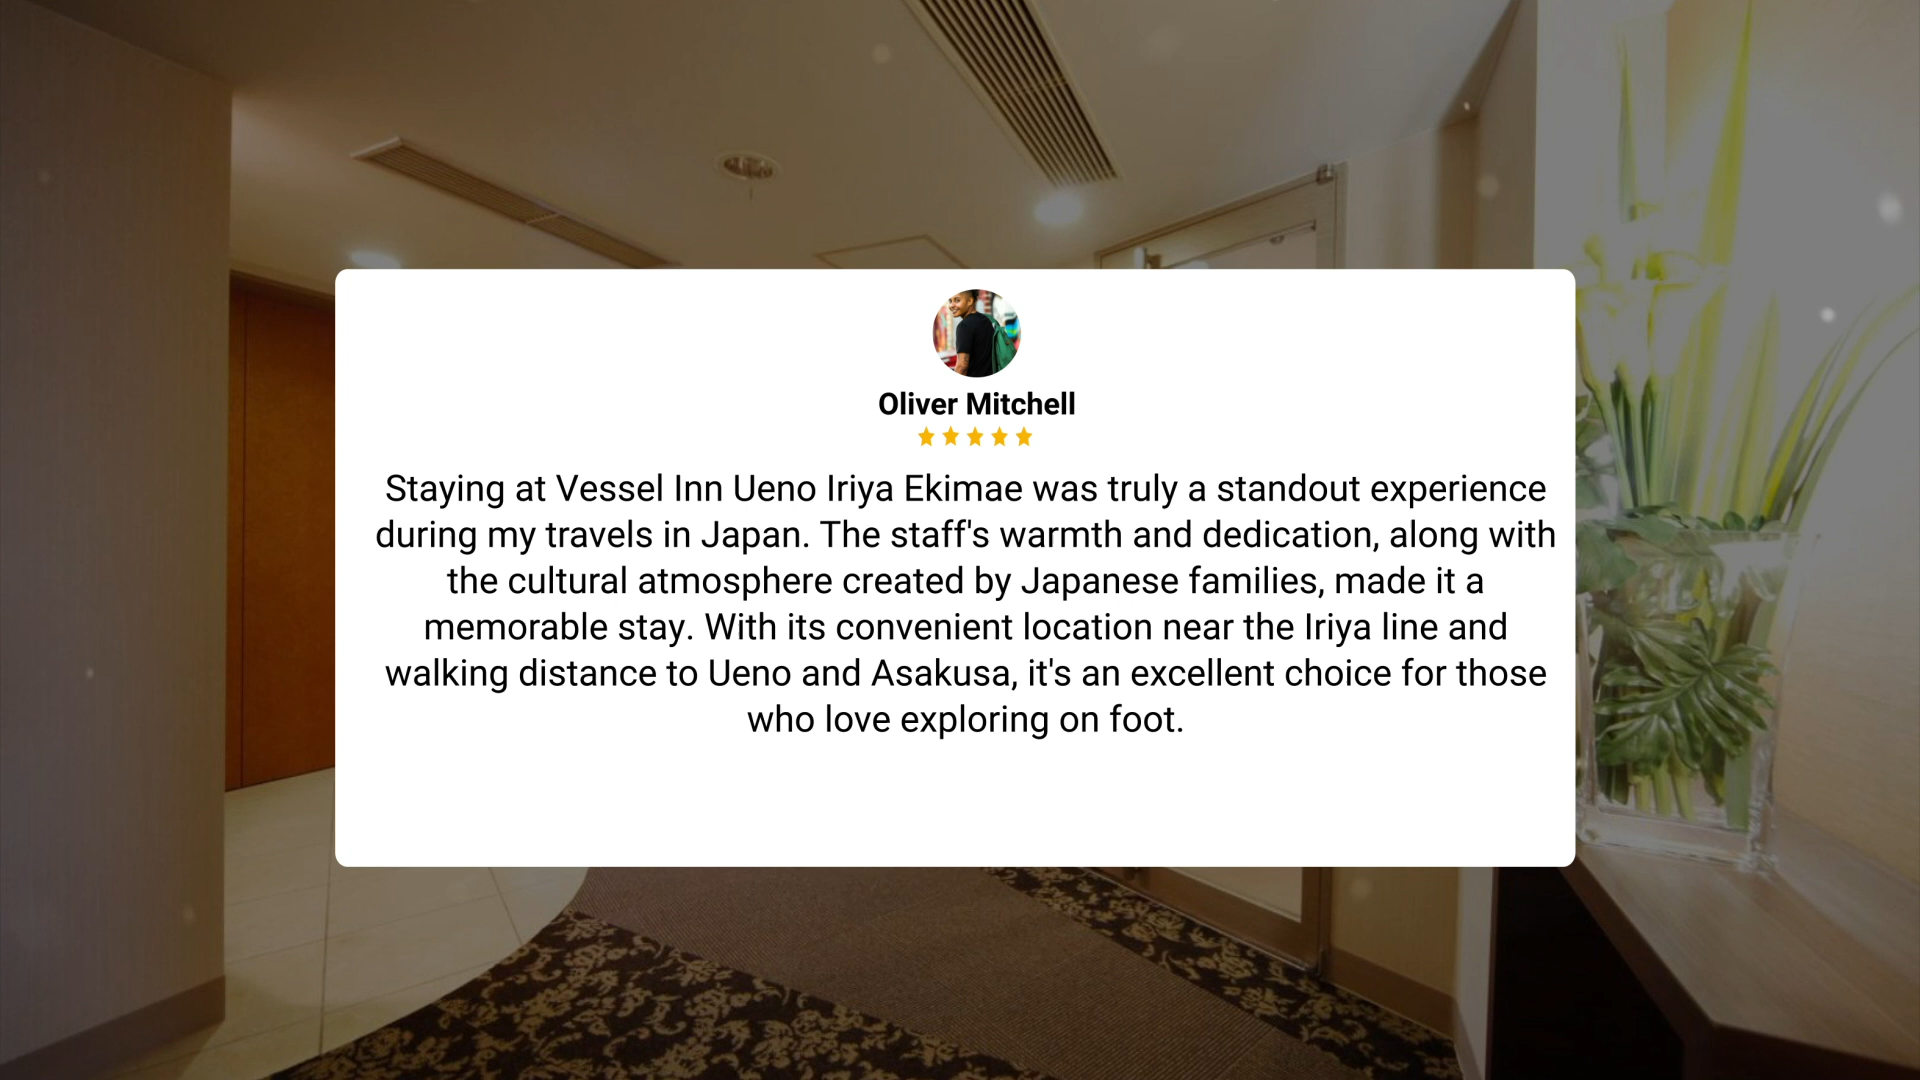 Oliver Mitchell
Staying at Vessel Inn Ueno Iriya Ekimae was truly a standout experience
during my travels in Japan. The staff's warmth and dedication, along with
the cultural atmosphere created by Japanese families, made it a
memorable stay. With its convenient location near the Iriya line and
walking distance to Ueno and Asakusa, it's an excellent choice for those
who love exploring on foot.